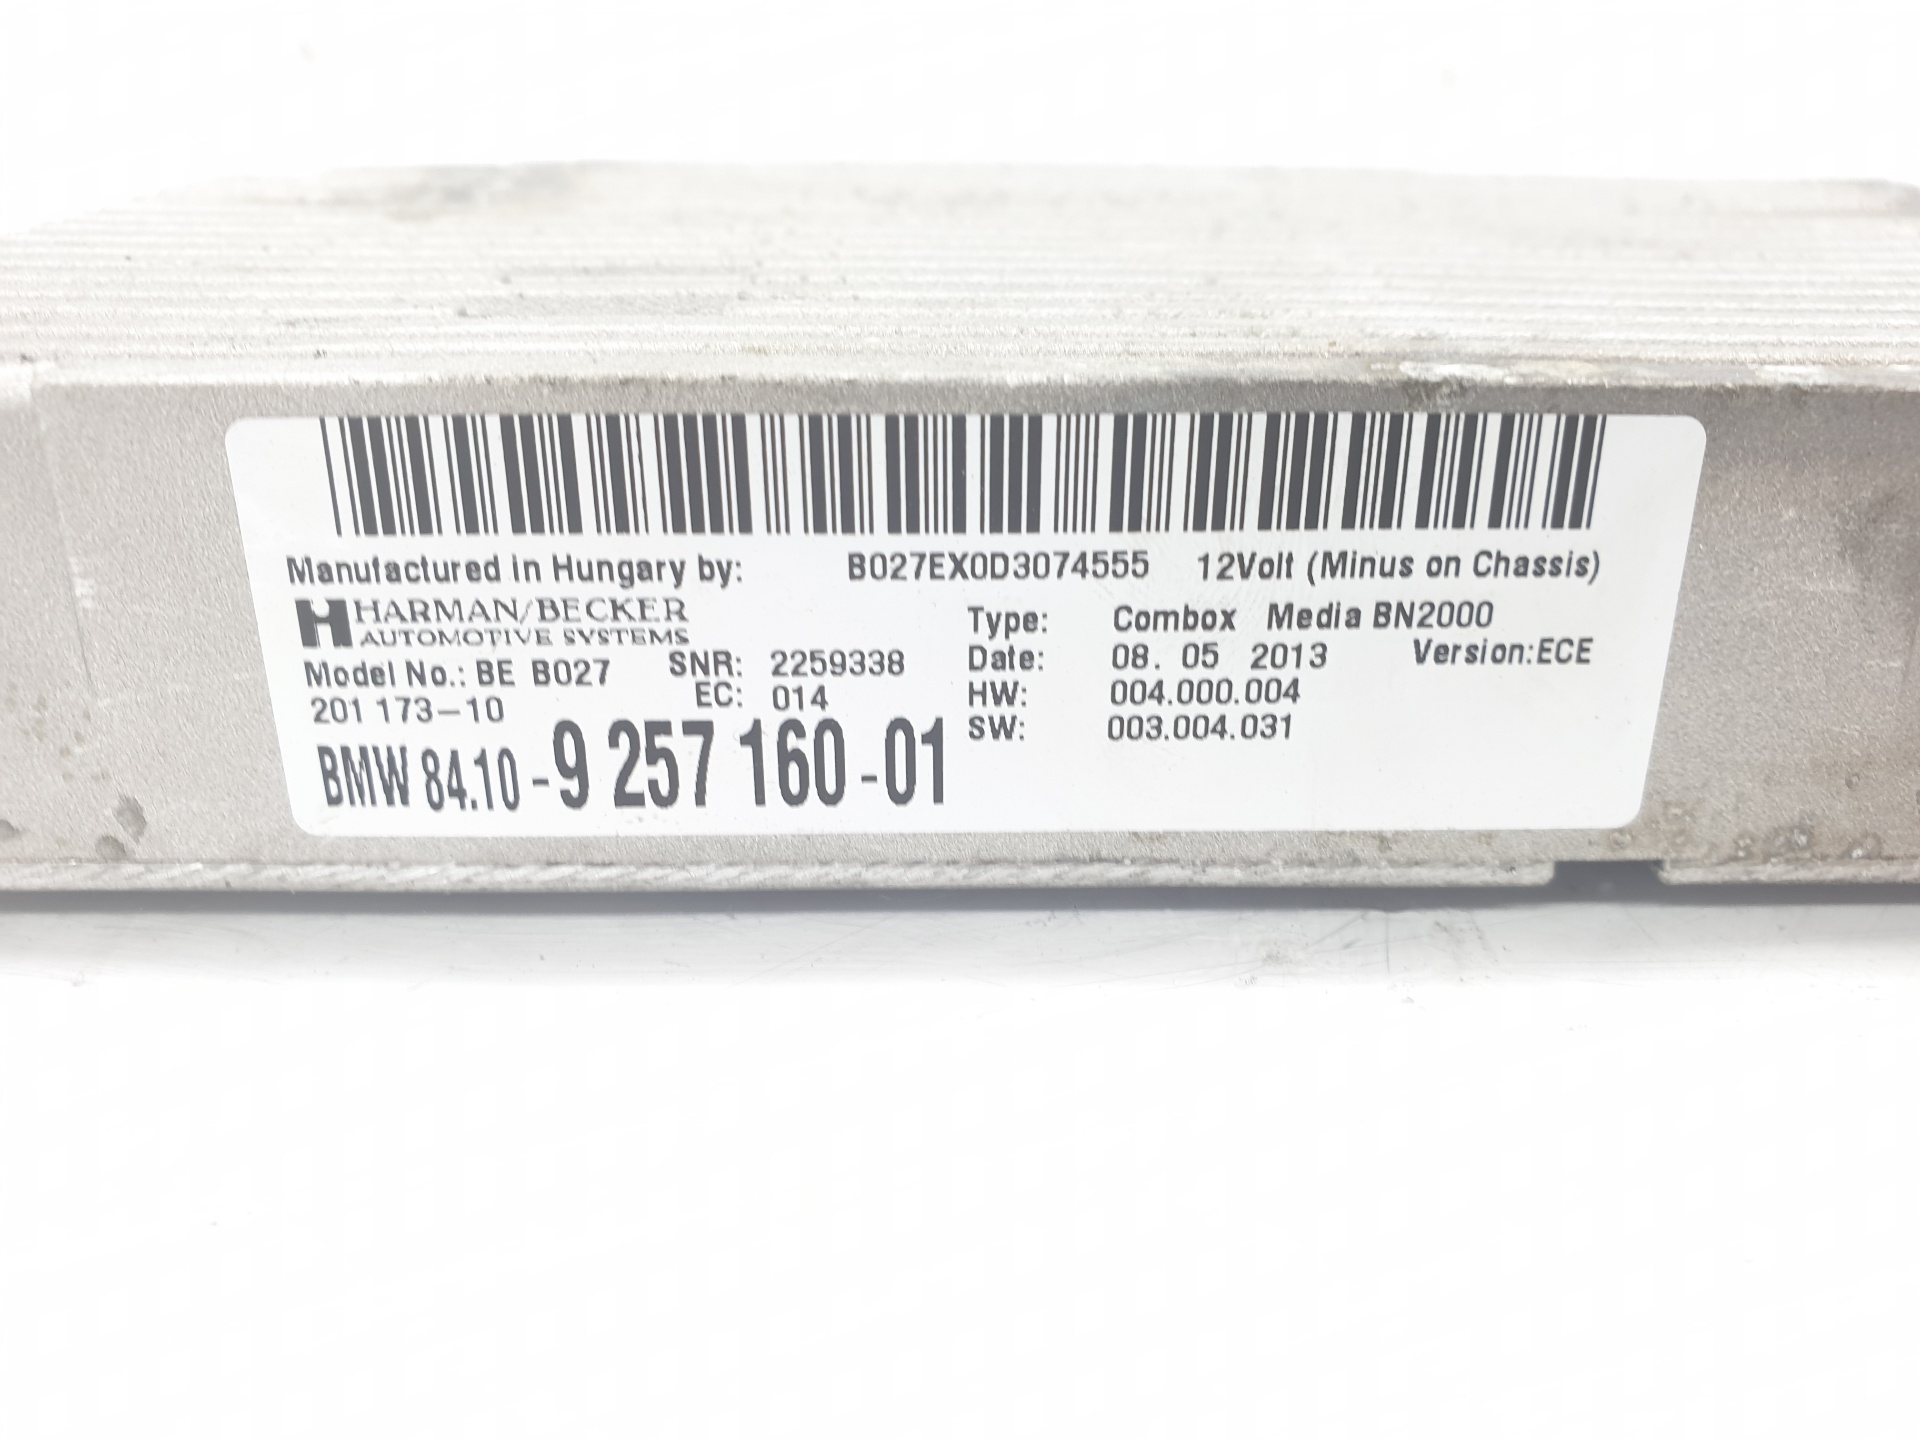 Manufactured in Hungary by: B027EX0D3074555 12Volt (Minus on Chassis)
HARMAN/BECKER
AUTOMOTIVE SYSTEMS
Type: Combox Media BN2000
Model No.: BE B027 SNR: 2259338 Date: 08. 05 2013 Version:ECE
201 173-10 EC: 014 HW: 004.000.004
SW: 003.004.031
BMW 84.10-9 257 160-01